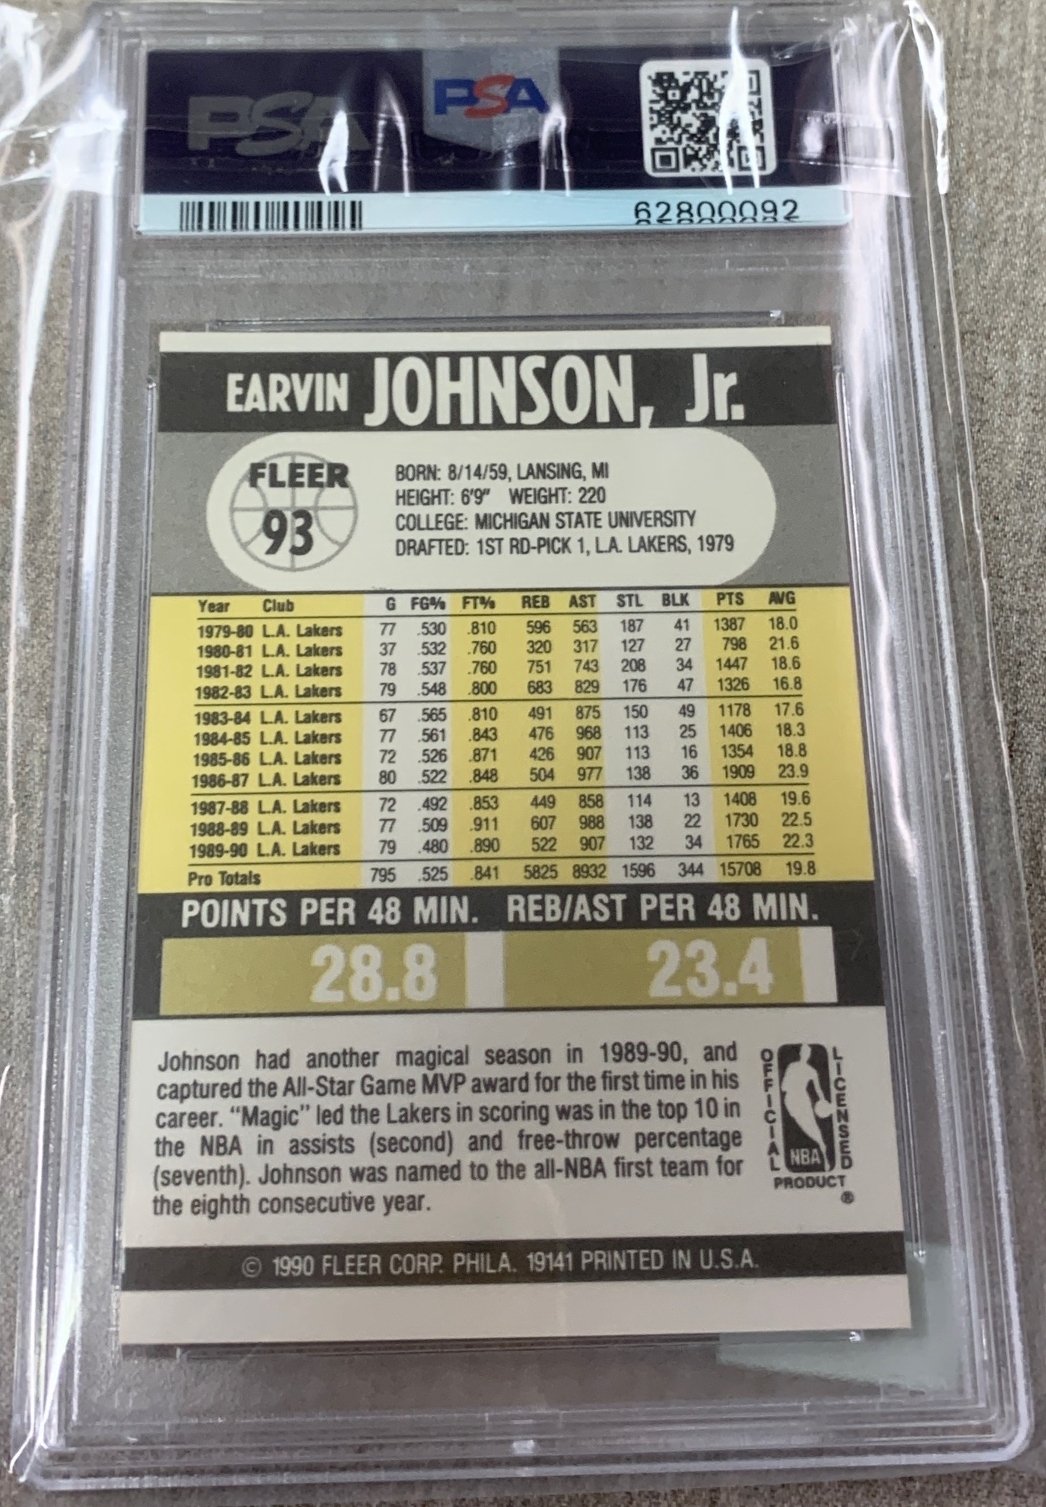 PSA PSA
62800092
EARVIN JOHNSON, Jr.
FLEER
93
BORN: 8/14/59, LANSING, MI
HEIGHT: 6'9" WEIGHT: 220
COLLEGE: MICHIGAN STATE UNIVERSITY
DRAFTED: 1ST RD-PICK 1, L.A. LAKERS, 1979
Year Club G FG% FT% REB AST STL BLK PTS AVG
1979-80 L.A. Lakers 77 .530 .810 596 563 187 41 1387 18.0
1980-81 L.A. Lakers 37 .532 .760 320 317 127 27 798 21.6
1981-82 L.A. Lakers 78 .537 .760 751 743 208 34 1447 18.6
1982-83 L.A. Lakers 79 .548 .800 683 829 176 47 1326 16.8
1983-84 L.A. Lakers 67 .565 .810 491 875 150 49 1178 17.6
1984-85 L.A. Lakers 77 .561 .843 476 968 113 25 1406 18.3
1985-86 L.A. Lakers 72 .526 .871 426 907 113 16 1354 18.8
1986-87 L.A. Lakers 80 .522 .848 504 977 138 36 1909 23.9
1987-88 L.A. Lakers 72 .492 .853 449 858 114 13 1408 19.6
1988-89 L.A. Lakers 77 .509 .911 607 988 138 22 1730 22.5
1989-90 L.A. Lakers 79 .480 .890 522 907 132 34 1765 22.3
Pro Totals 795 .525 .841 5825 8932 1596 344 15708 19.8
POINTS PER 48 MIN. REB/AST PER 48 MIN.
28.8 23.4
Johnson had another magical season in 1989-90, and
captured the All-Star Game MVP award for the first time in his
career. "Magic" led the Lakers in scoring was in the top 10 in
the NBA in assists (second) and free-throw percentage
(seventh). Johnson was named to the all-NBA first team for
the eighth consecutive year.
OFFICIAL
LICENSED
NBA
PRODUCT
®
© 1990 FLEER CORP. PHILA. 19141 PRINTED IN U.S.A.